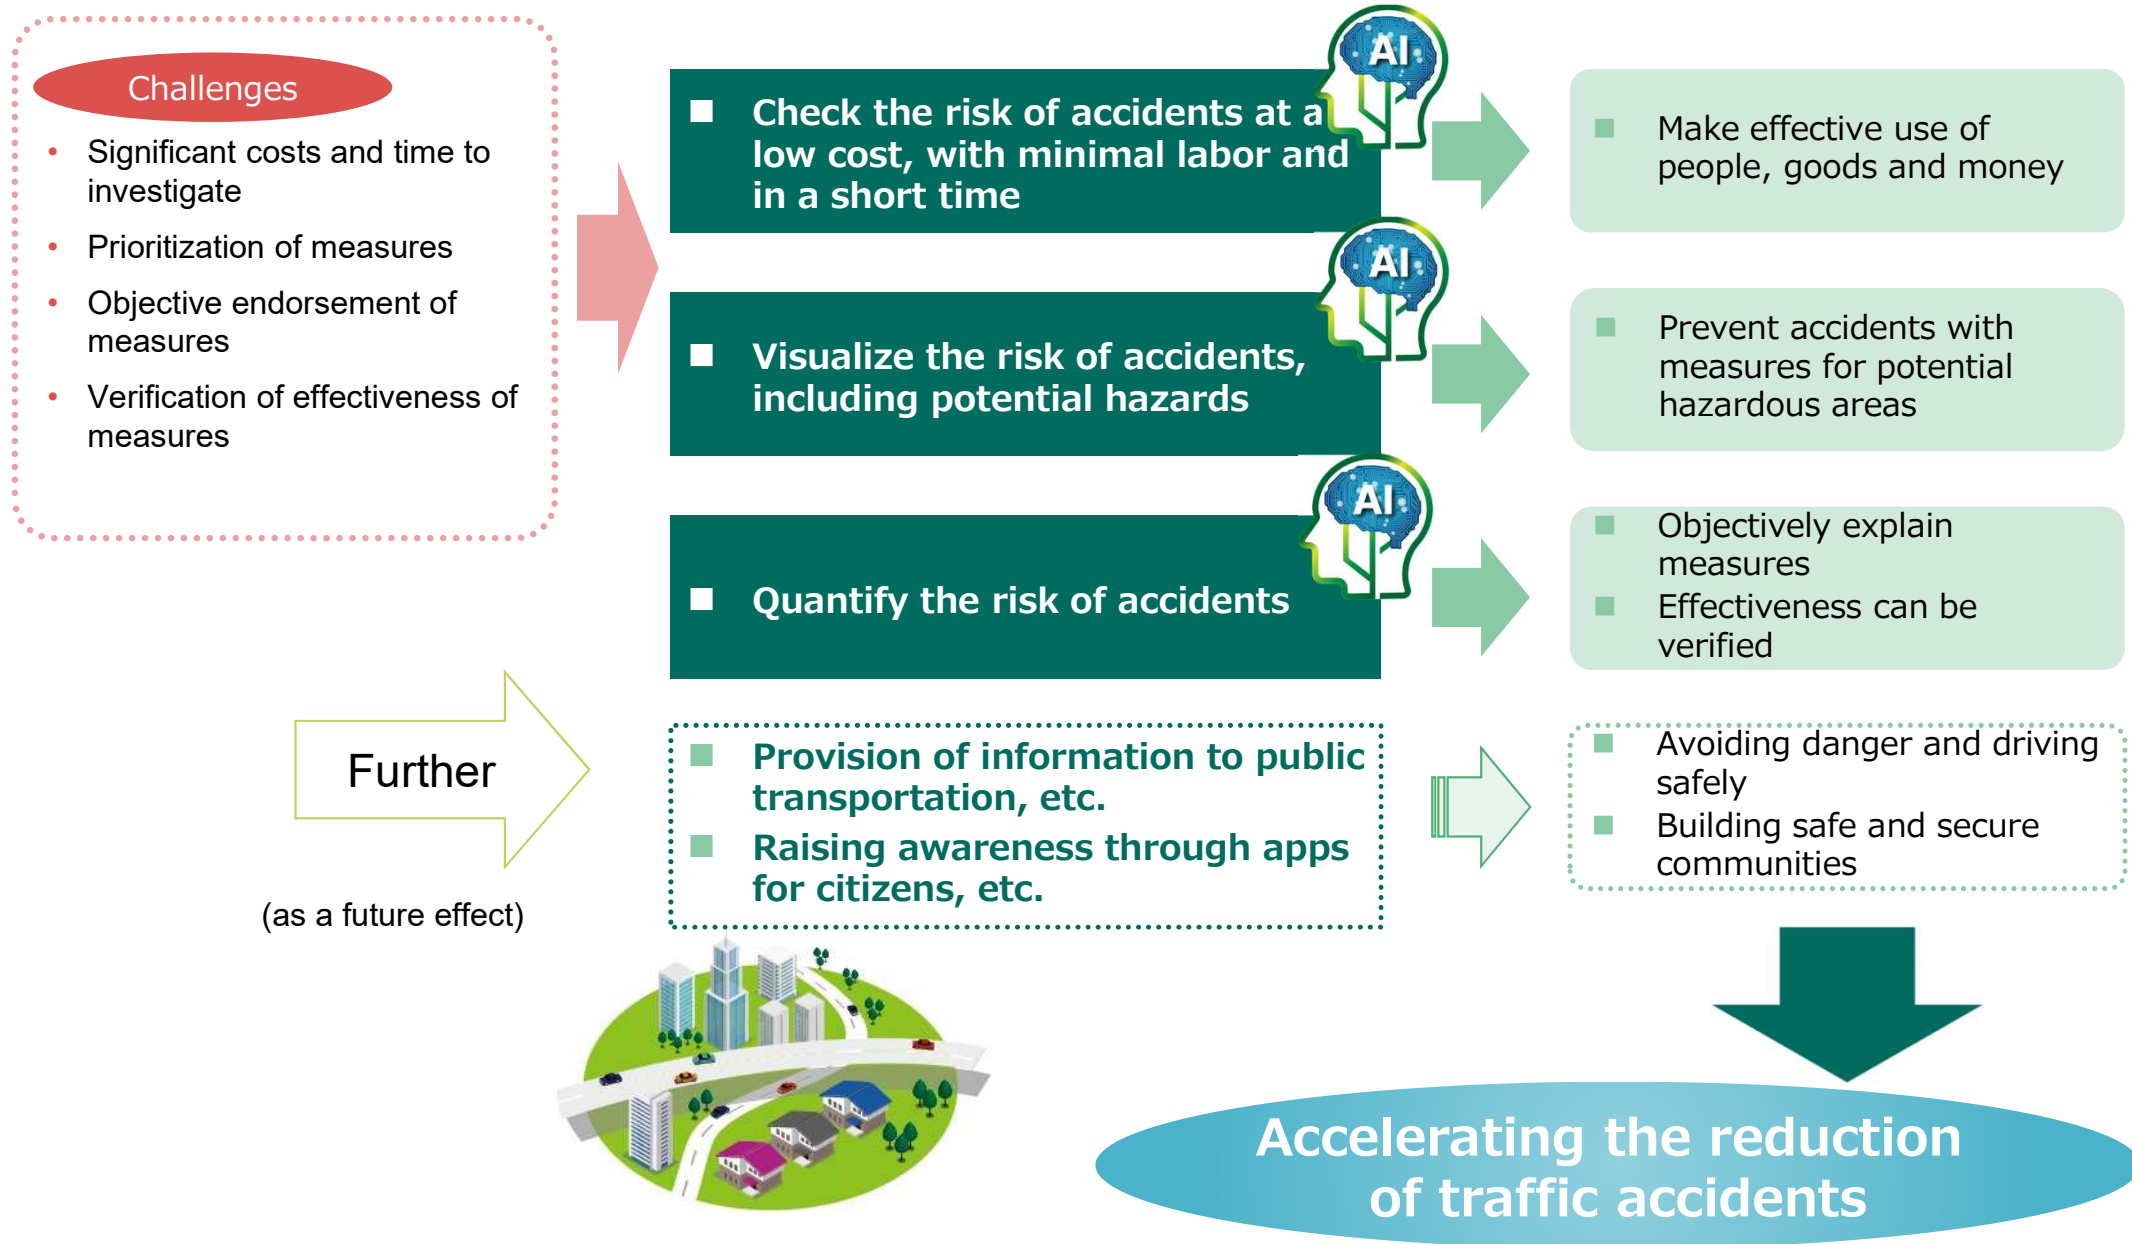 Challenges
• Significant costs and time to
investigate
• Prioritization of measures
• Objective endorsement of
measures
• Verification of effectiveness of
measures
AI
■ Check the risk of accidents at a
low cost, with minimal labor and
in a short time
■ Make effective use of
people, goods and money
AI
■ Visualize the risk of accidents,
including potential hazards
■ Prevent accidents with
measures for potential
hazardous areas
AI
■ Quantify the risk of accidents
■ Objectively explain
measures
■ Effectiveness can be
verified
Further
(as a future effect)
■ Provision of information to public
transportation, etc.
■ Raising awareness through apps
for citizens, etc.
■ Avoiding danger and driving
safely
■ Building safe and secure
communities
Accelerating the reduction
of traffic accidents